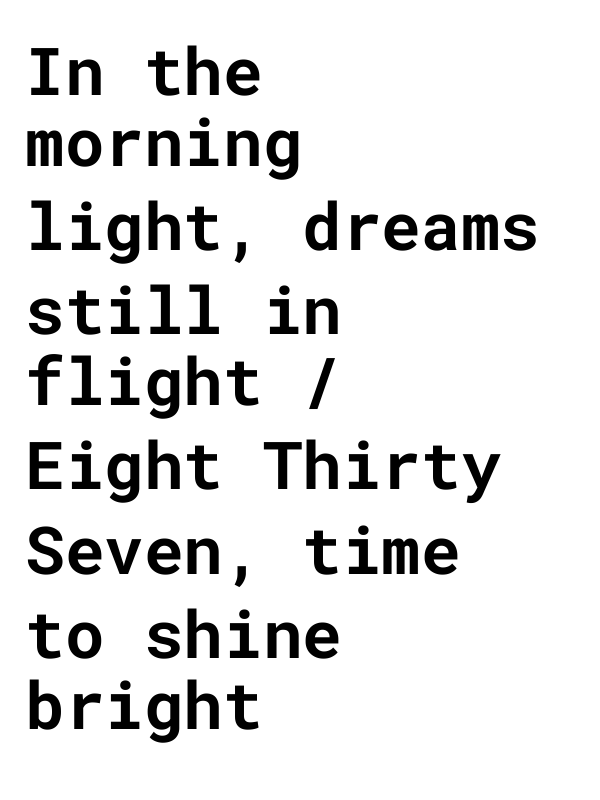 In the
morning
light, dreams
still in
flight /
Eight Thirty
Seven, time
to shine
bright